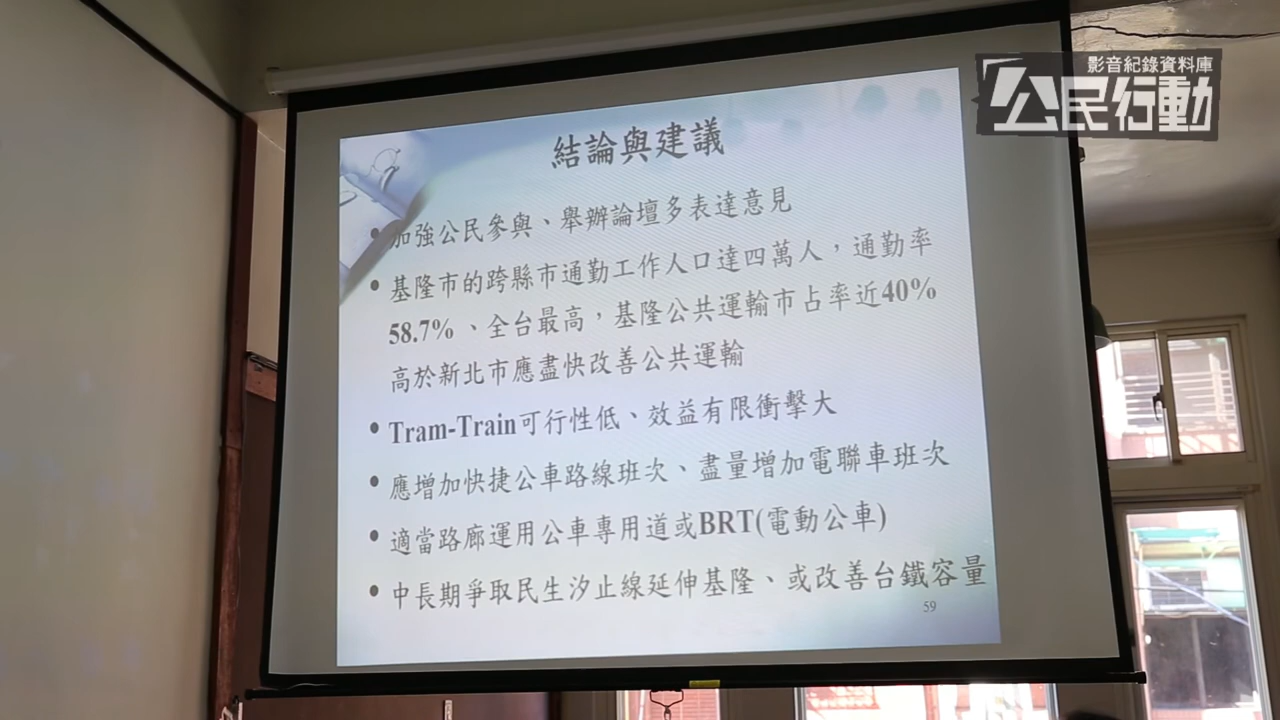 影音紀錄資料庫
公民行動
結論與建議
• 加強公民參與、舉辦論壇多表達意見
• 基隆市的跨縣市通勤工作人口達四萬人，通勤率
58.7% 、全台最高，基隆公共運輸市占率近40%
高於新北市應盡快改善公共運輸
• Tram-Train可行性低、效益有限衝擊大
• 應增加快捷公車路線班次、盡量增加電聯車班次
• 適當路廊運用公車專用道或BRT(電動公車)
• 中長期爭取民生汐止線延伸基隆、或改善台鐵容量
59